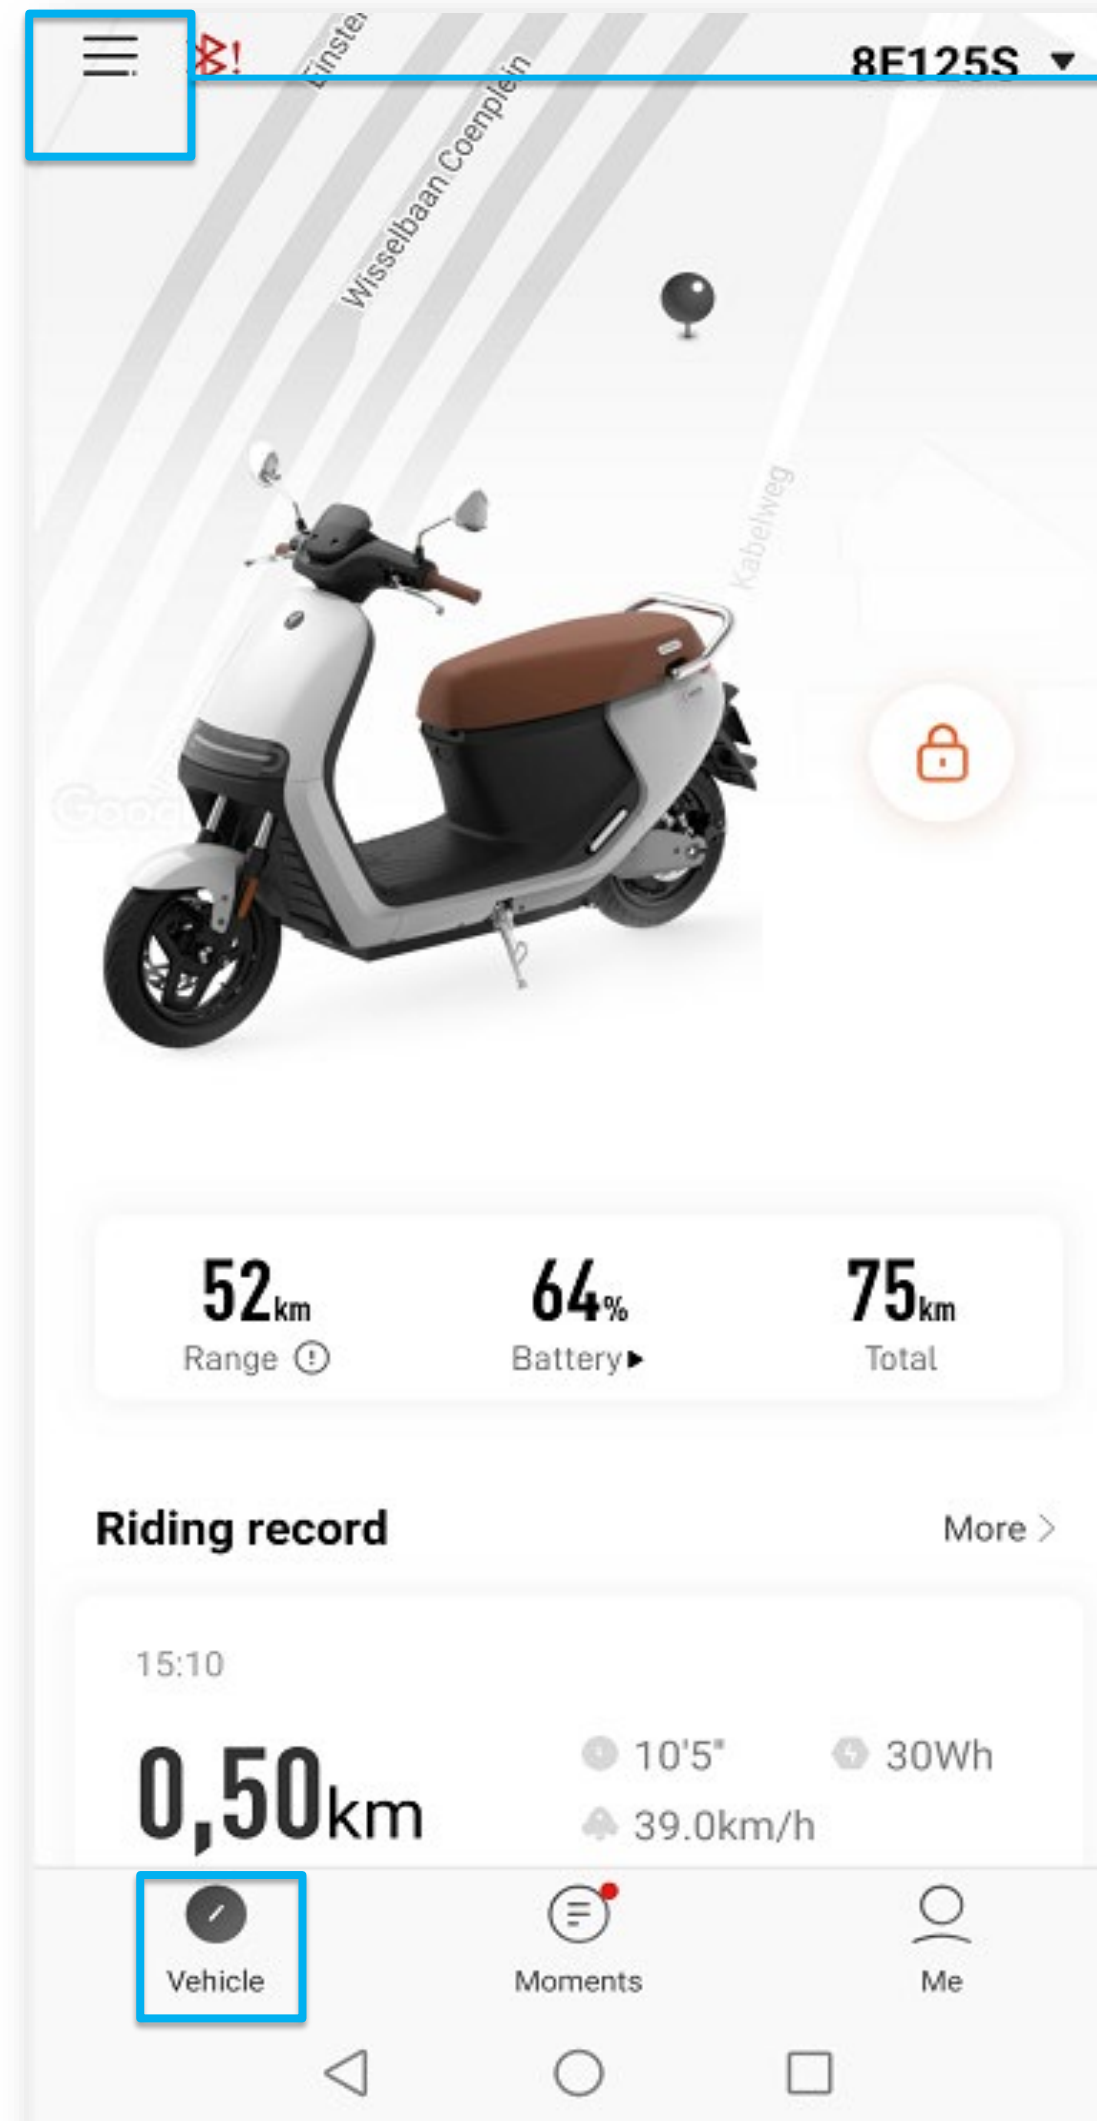 8E125S
Einste
Wisselbaan Coenplein
Kabelweg
52km
64%
75km
Range
Battery
Total
Riding record
More
15:10
0,50km
10'5"
30Wh
39.0km/h
Vehicle
Moments
Me